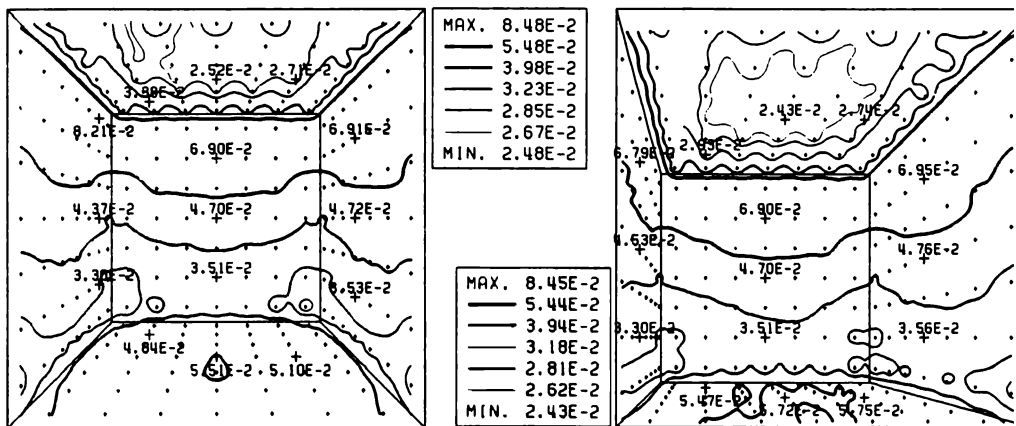 MAX. 8.48E-2
5.48E-2
3.98E-2
3.23E-2
2.85E-2
2.67E-2
MIN. 2.48E-2
2.52E-2 2.71E-2
8.21E-2 6.91E
6.90E-2
4.37E-2 4.70E-2 4.72E-2
3.51E-2
4.84E-2
5.51E-2 5.10E-2
MAX. 8.45E-2
5.44E-2
3.94E-2
3.18E-2
2.81E-2
2.62E-2
MIN. 2.43E-2
2.43E-2 2.74E-2
6.79E-2
6.95E-2
6.90E-2
4.63E-2 4.76E-2
4.70E-2
3.30E-2 3.51E-2 3.56E-2
5.47E-2 5.72E-2 5.75E-2